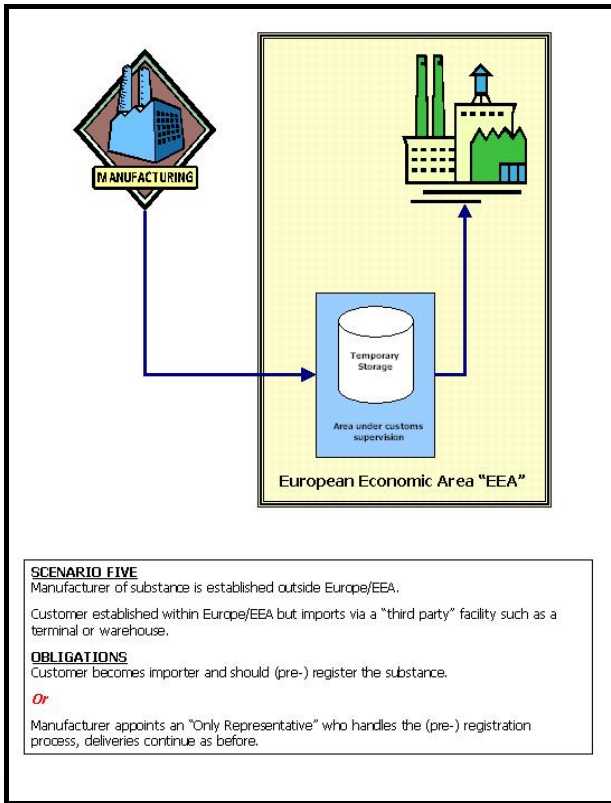 MANUFACTURING
Temporary
Storage
Area under customs
supervision
European Economic Area "EEA"
SCENARIO FIVE
Manufacturer of substance is established outside Europe/EEA.
Customer established within Europe/EEA but imports via a "third party" facility such as a
terminal or warehouse.
OBLIGATIONS
Customer becomes importer and should (pre-) register the substance.
Or
Manufacturer appoints an "Only Representative" who handles the (pre-) registration
process, deliveries continue as before.